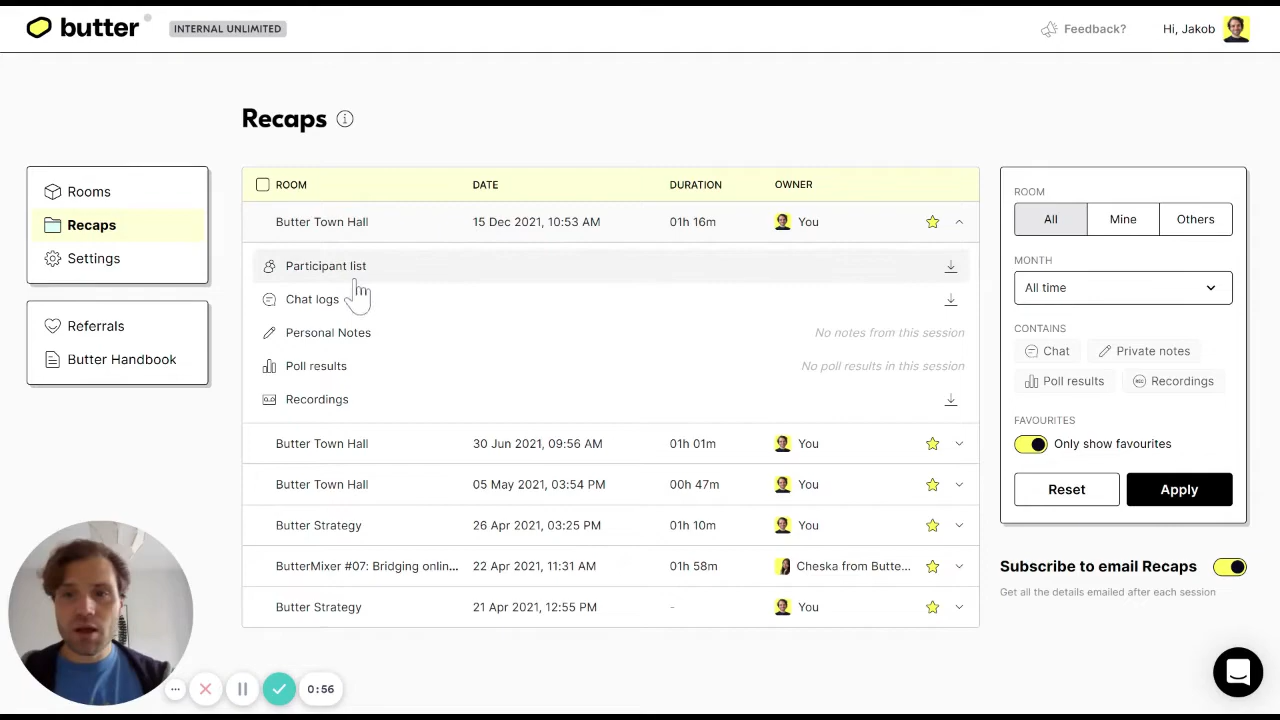 butter
INTERNAL UNLIMITED
Feedback?
Hi, Jakob
Recaps
Rooms
Recaps
Settings
Referrals
Butter Handbook
ROOM DATE DURATION OWNER
Butter Town Hall 15 Dec 2021, 10:53 AM 01h 16m You
Participant list
Chat logs
Personal Notes No notes from this session
Poll results No poll results in this session
Recordings
Butter Town Hall 30 Jun 2021, 09:56 AM 01h 01m You
Butter Town Hall 05 May 2021, 03:54 PM 00h 47m You
Butter Strategy 26 Apr 2021, 03:25 PM 01h 10m You
ButterMixer #07: Bridging onlin... 22 Apr 2021, 11:31 AM 01h 58m Cheska from Butte...
Butter Strategy 21 Apr 2021, 12:55 PM - You
ROOM
All Mine Others
MONTH
All time
CONTAINS
Chat Private notes
Poll results REC Recordings
FAVOURITES
Only show favourites
Reset Apply
Subscribe to email Recaps
Get all the details emailed after each session
0:56